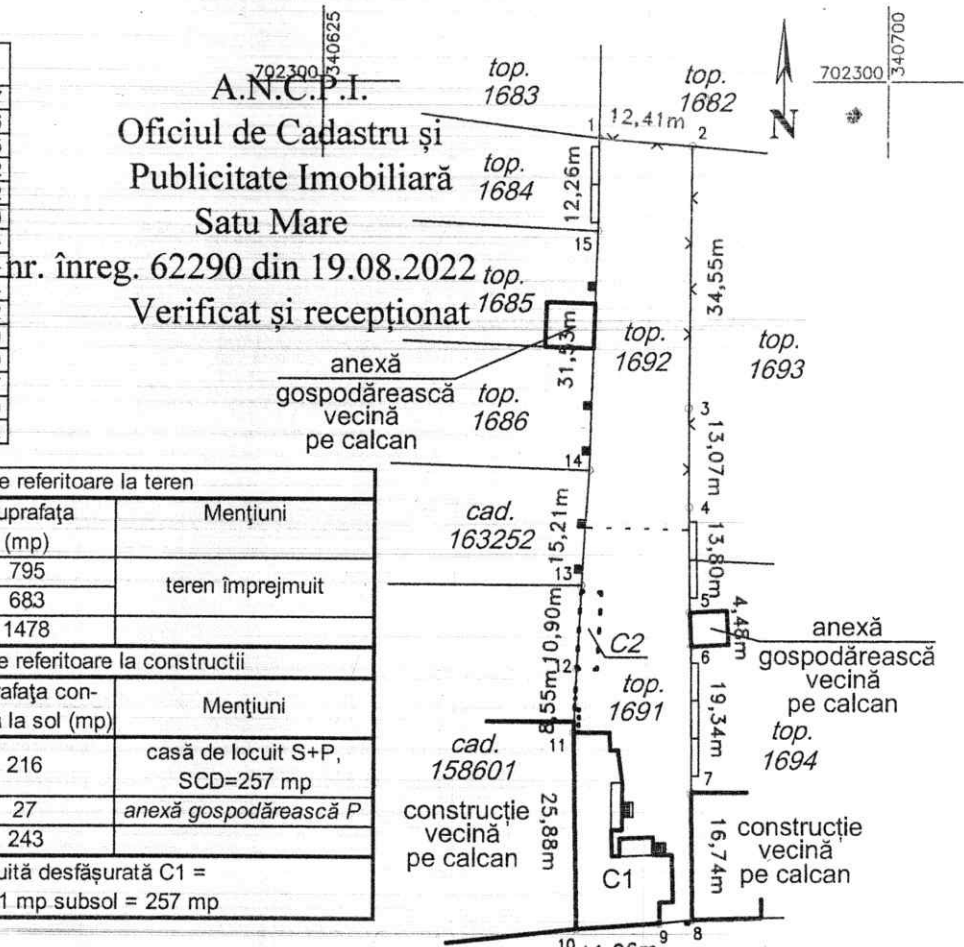 340625
702300
340700
702300
A.N.C.P.I.
Oficiul de Cadastru și
Publicitate Imobiliară
Satu Mare
nr. înreg. 62290 din 19.08.2022
Verificat și recepționat
top.
1683
top.
1682
N
1
12,41m
2
top.
1684
12,26m
15
34,55m
top.
1685
31,53m
top.
1692
top.
1693
anexă
gospodărească
vecină
pe calcan
top.
1686
3
13,07m
14
4
cad.
163252
15,21m
13,80m
13
5
4,48m
10,90m
C2
anexă
gospodărească
vecină
pe calcan
12
6
8,55m
top.
1691
19,34m
top.
1694
11
7
cad.
158601
construcție
vecină
pe calcan
25,88m
16,74m
construcție
vecină
pe calcan
C1
10
9
8
e referitoare la teren
uprafața
(mp)
Mențiuni
795
teren împrejmuit
683
1478
e referitoare la constructii
rafața con-
la sol (mp)
Mențiuni
216
casă de locuit S+P,
SCD=257 mp
27
anexă gospodărească P
243
uită desfășurată C1 =
1 mp subsol = 257 mp